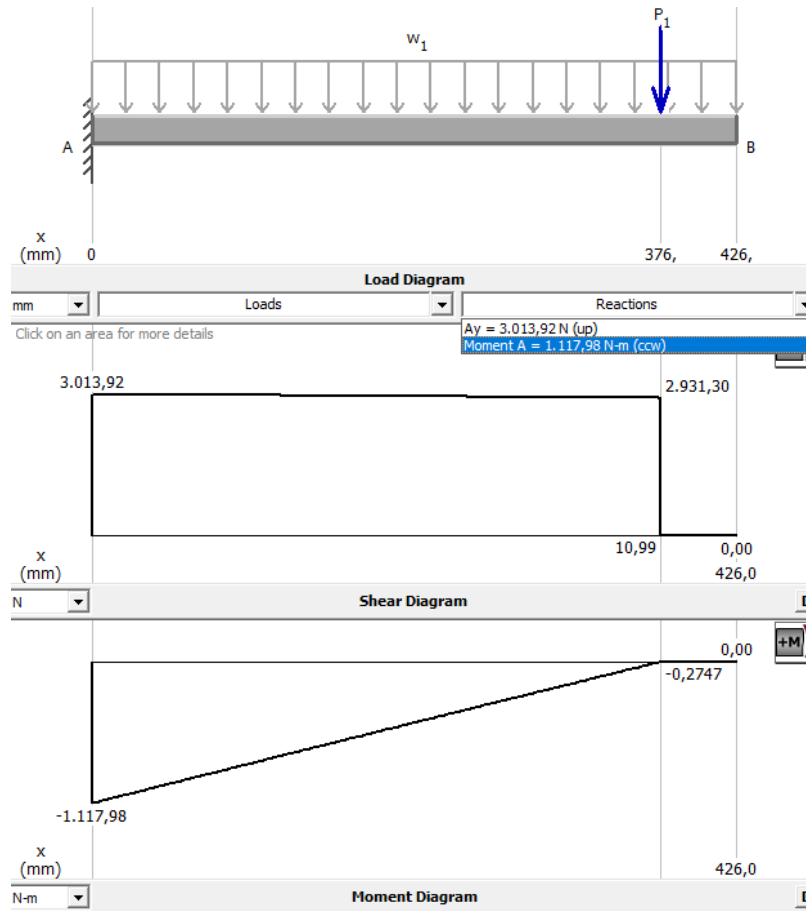 P1
w1
A
B
x
(mm)
0
376,
426,
Load Diagram
mm
Loads
Reactions
Click on an area for more details
Ay = 3.013,92 N (up)
Moment A = 1.117,98 N-m (ccw)
3.013,92
2.931,30
10,99
0,00
x
(mm)
426,0
N
Shear Diagram
0,00
+M
-0,2747
-1.117,98
x
(mm)
426,0
N-m
Moment Diagram